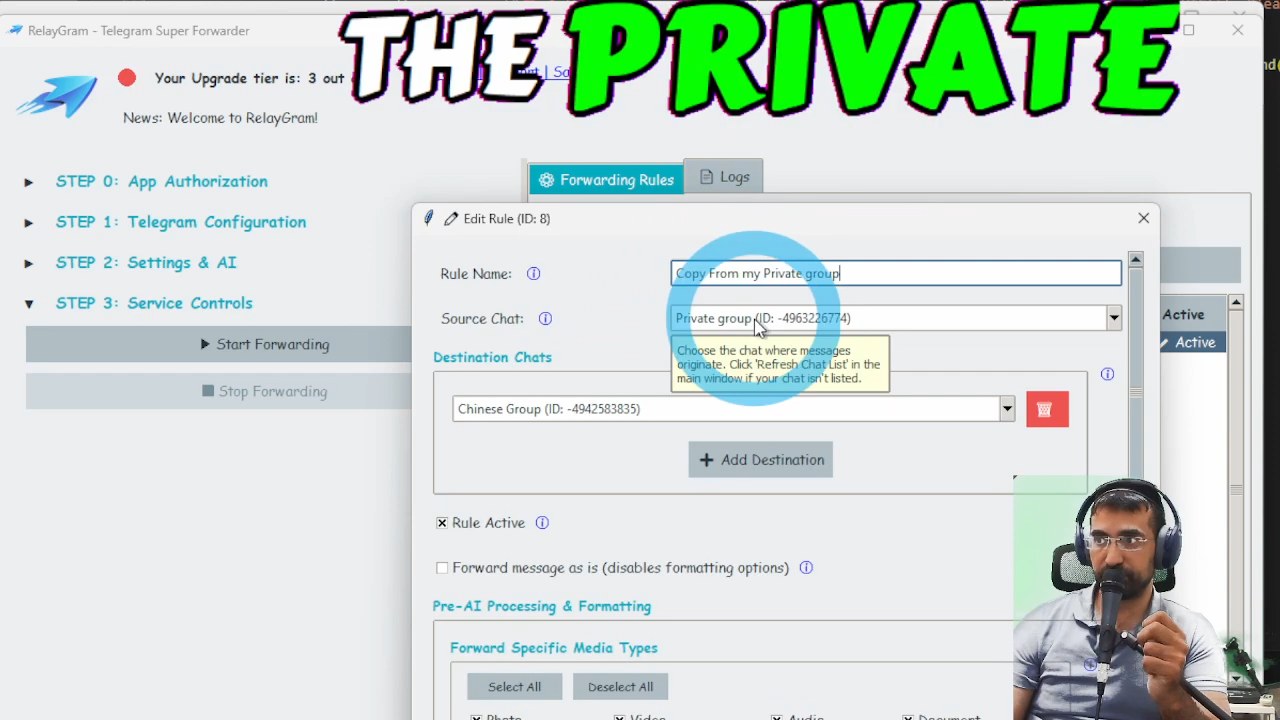 THE PRIVATE
RelayGram - Telegram Super Forwarder
Your Upgrade tier is: 3 out
News: Welcome to RelayGram!
STEP 0: App Authorization
STEP 1: Telegram Configuration
STEP 2: Settings & AI
STEP 3: Service Controls
Start Forwarding
Stop Forwarding
Forwarding Rules
Logs
Active
Active
Edit Rule (ID: 8)
Rule Name:
Copy From my Private group
Source Chat:
Private group (ID: -4963226774)
Choose the chat where messages
originate. Click 'Refresh Chat List' in the
main window if your chat isn't listed.
Destination Chats
Chinese Group (ID: -4942583835)
+ Add Destination
Rule Active
Forward message as is (disables formatting options)
Pre-AI Processing & Formatting
Forward Specific Media Types
Select All
Deselect All
Photo
Video
Audio
Document